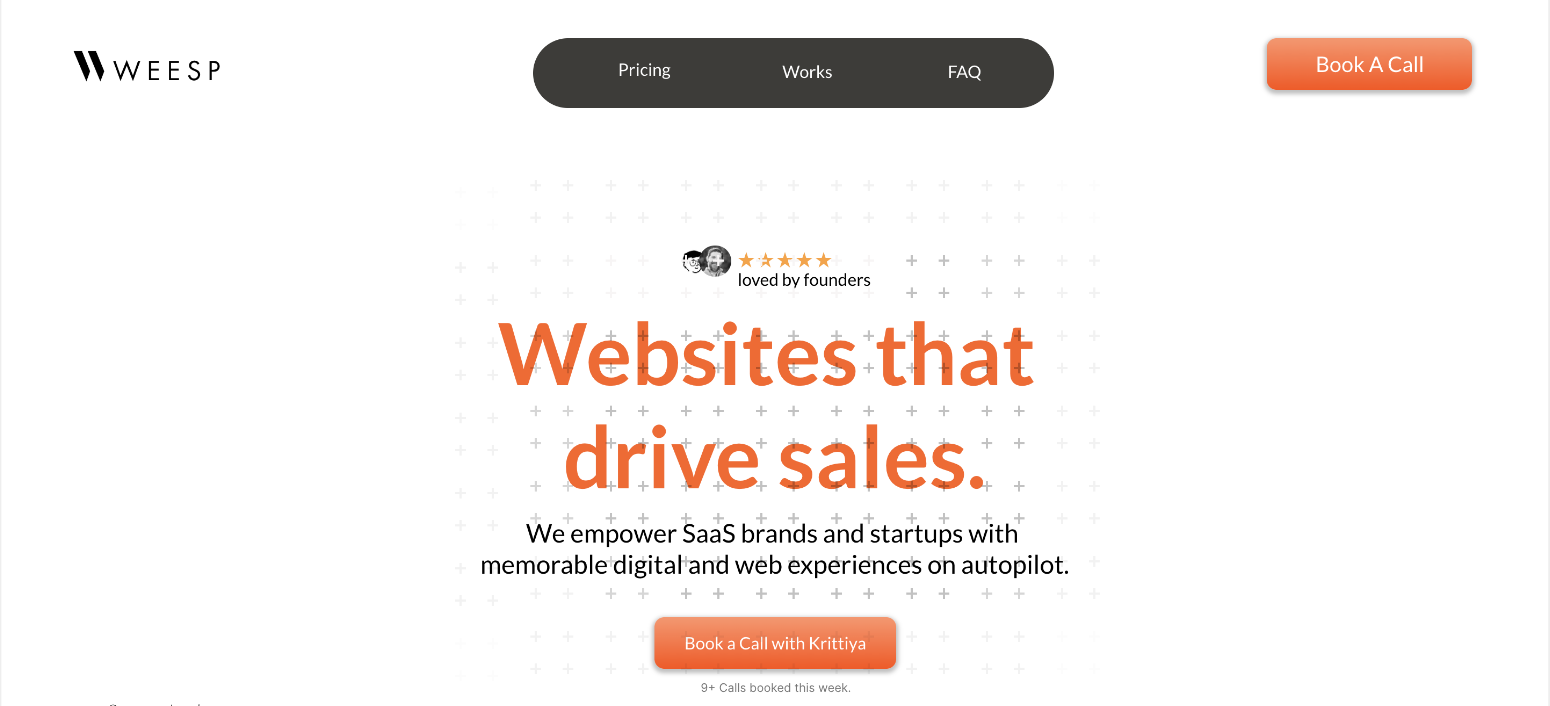 WEESP
Pricing
Works
FAQ
Book A Call
loved by founders
Websites that
drive sales.
We empower SaaS brands and startups with
memorable digital and web experiences on autopilot.
Book a Call with Krittiya
9+ Calls booked this week.